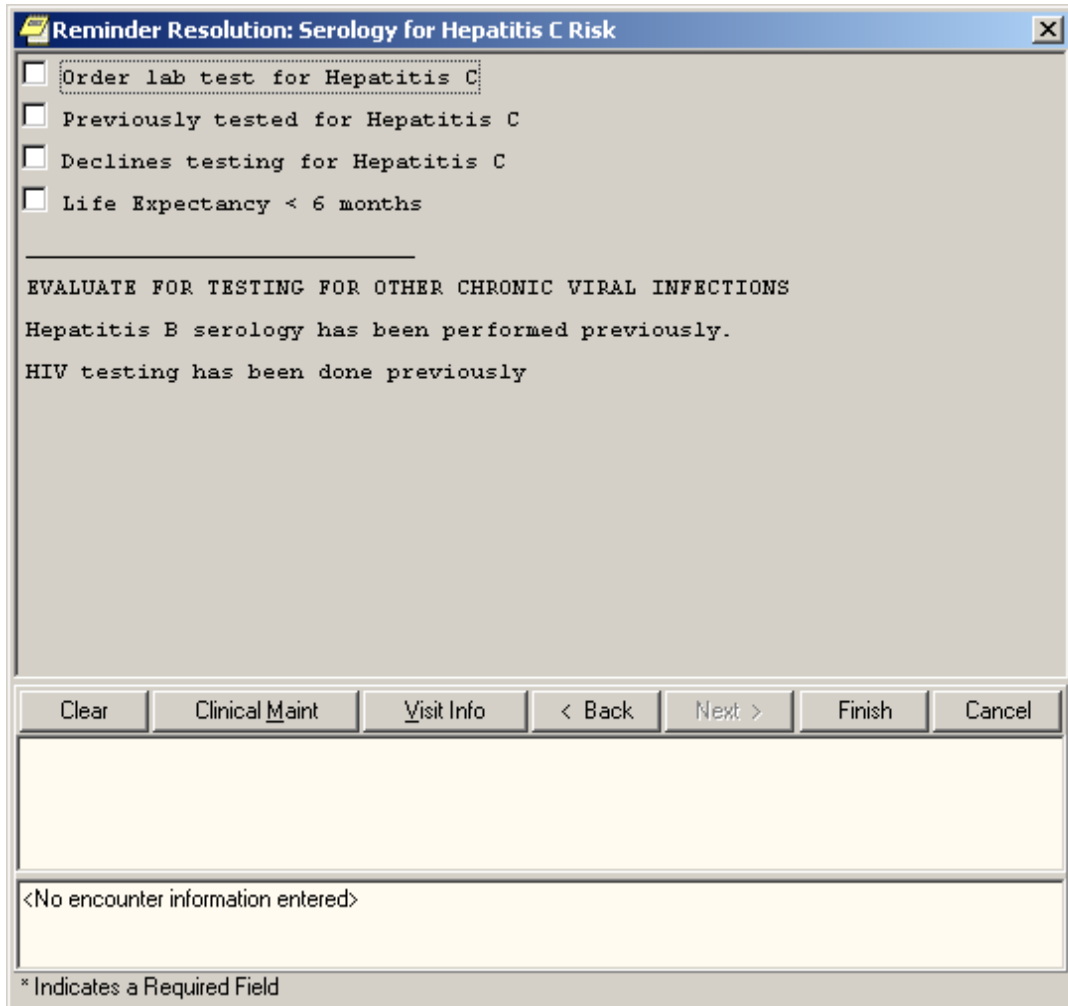 Reminder Resolution: Serology for Hepatitis C Risk
Order lab test for Hepatitis C
Previously tested for Hepatitis C
Declines testing for Hepatitis C
Life Expectancy < 6 months
EVALUATE FOR TESTING FOR OTHER CHRONIC VIRAL INFECTIONS
Hepatitis B serology has been performed previously.
HIV testing has been done previously
Clear Clinical Maint Visit Info < Back Next > Finish Cancel
<No encounter information entered>
* Indicates a Required Field